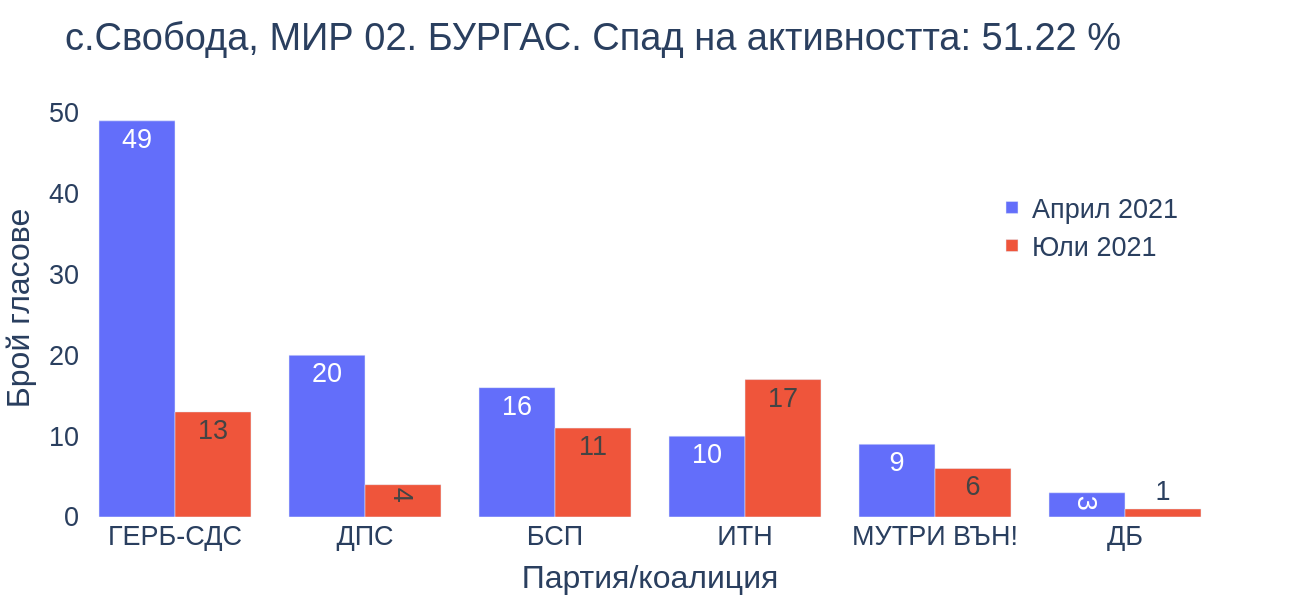 с.Свобода, МИР 02. БУРГАС. Спад на активността: 51.22 %
Брой гласове
50
40
30
20
10
0
49
13
20
4
16
11
10
17
9
6
3
1
Април 2021
Юли 2021
ГЕРБ-СДС
ДПС
БСП
ИТН
МУТРИ ВЪН!
ДБ
Партия/коалиция